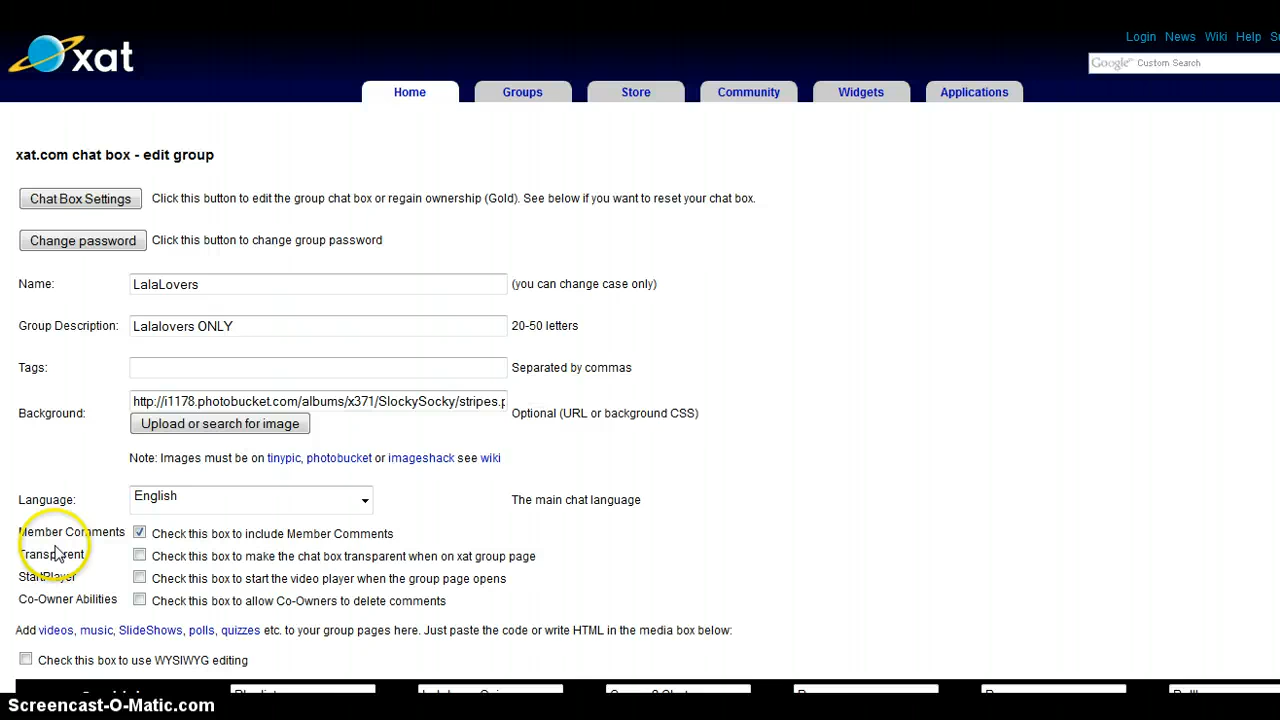 xat
Login News Wiki Help
Google Custom Search
Home Groups Store Community Widgets Applications
xat.com chat box - edit group
Chat Box Settings Click this button to edit the group chat box or regain ownership (Gold). See below if you want to reset your chat box.
Change password Click this button to change group password
Name: LalaLovers (you can change case only)
Group Description: Lalalovers ONLY 20-50 letters
Tags: Separated by commas
http://i1178.photobucket.com/albums/x371/SlockySocky/stripes.p
Background: Optional (URL or background CSS)
Upload or search for image
Note: Images must be on tinypic, photobucket or imageshack see wiki
Language: English The main chat language
Member Comments Check this box to include Member Comments
Transparent Check this box to make the chat box transparent when on xat group page
StartPlayer Check this box to start the video player when the group page opens
Co-Owner Abilities Check this box to allow Co-Owners to delete comments
Add videos, music, SlideShows, polls, quizzes etc. to your group pages here. Just paste the code or write HTML in the media box below:
Check this box to use WYSIWYG editing
Screencast-O-Matic.com